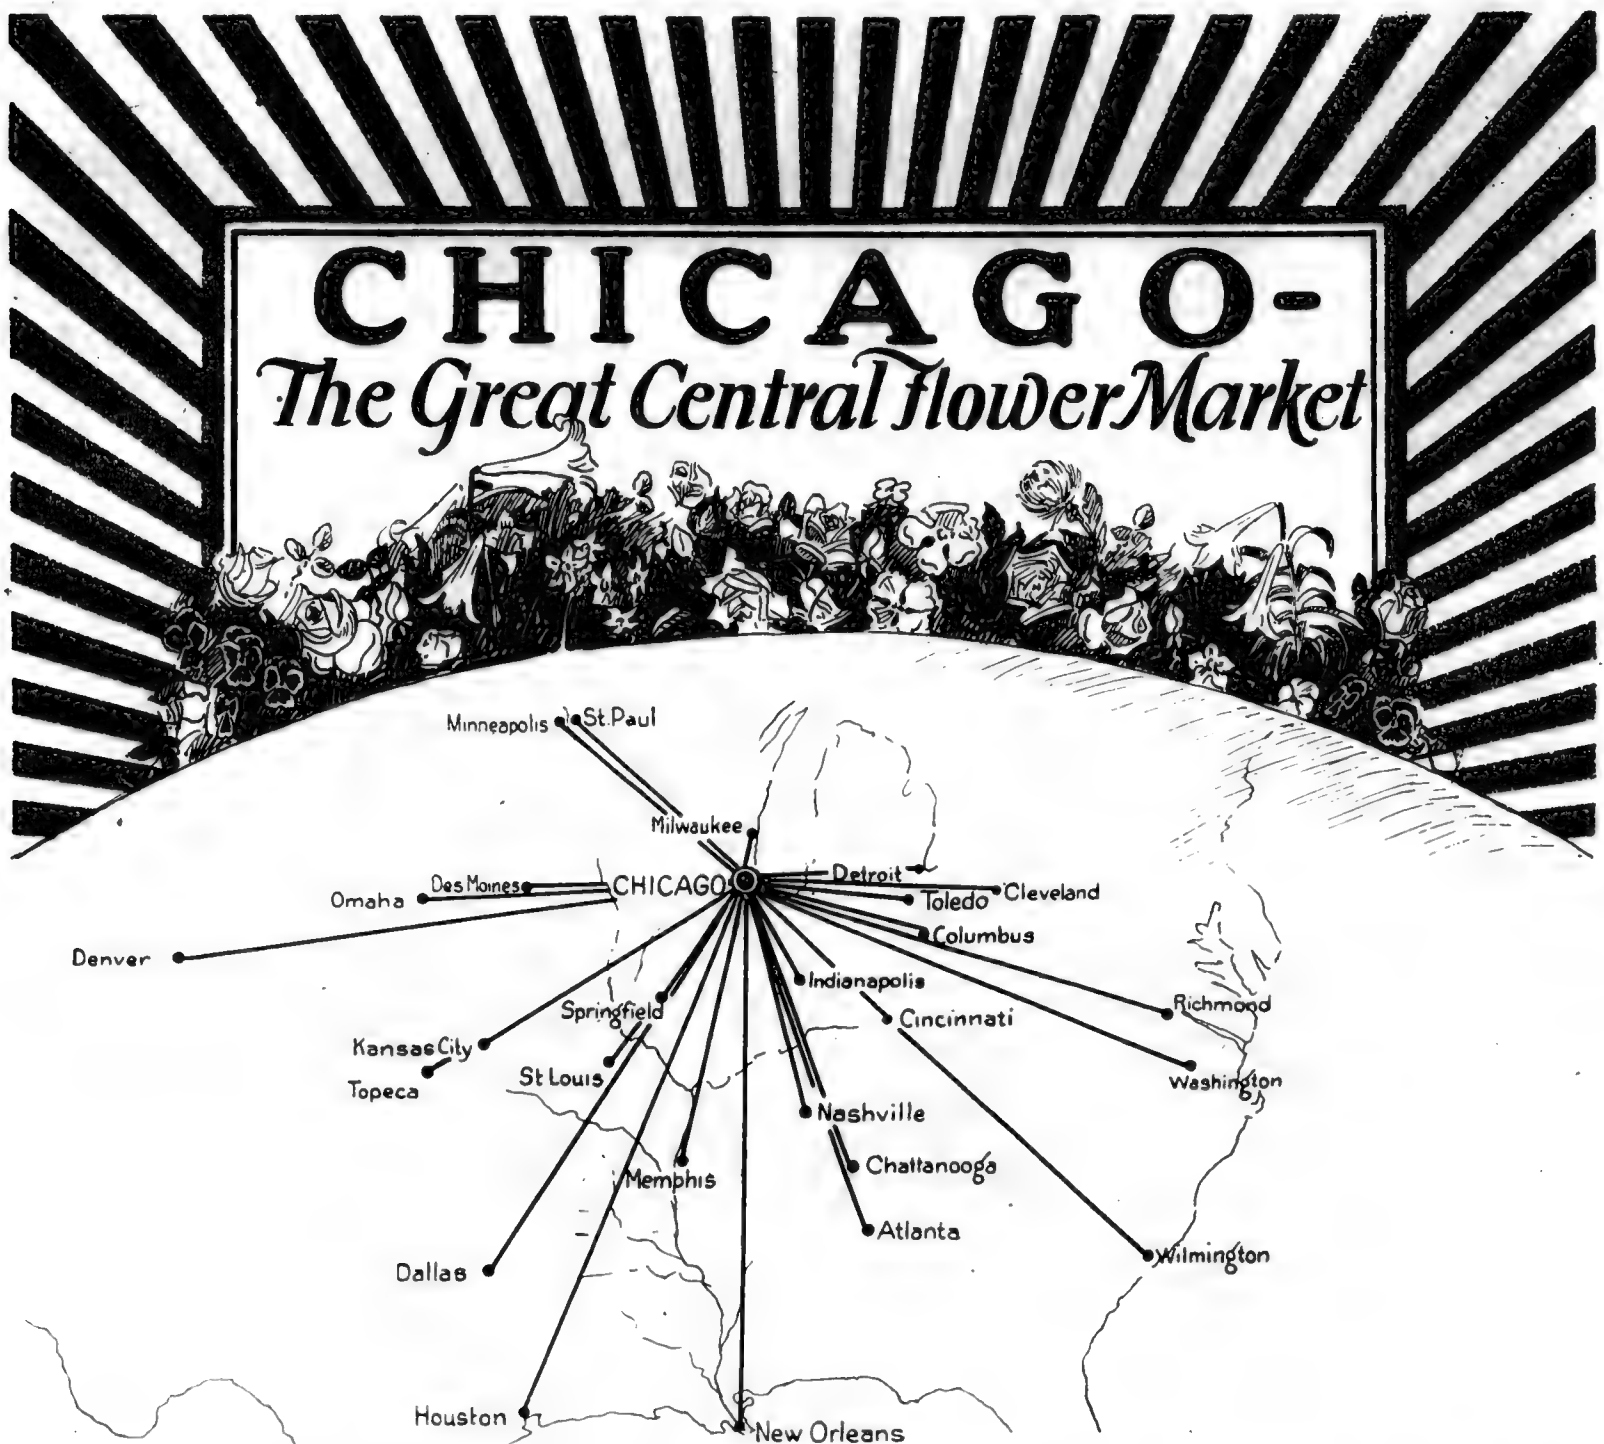 CHICAGO-
The Great Central Flower Market
Minneapolis
St. Paul
Milwaukee
Detroit
Des Moines
CHICAGO
Omaha
Toledo
Cleveland
Columbus
Denver
Indianapolis
Richmond
Springfield
Cincinnati
Kansas City
St Louis
Washington
Topeca
Nashville
Memphis
Chattanooga
Atlanta
Wilmington
Dallas
Houston
New Orleans